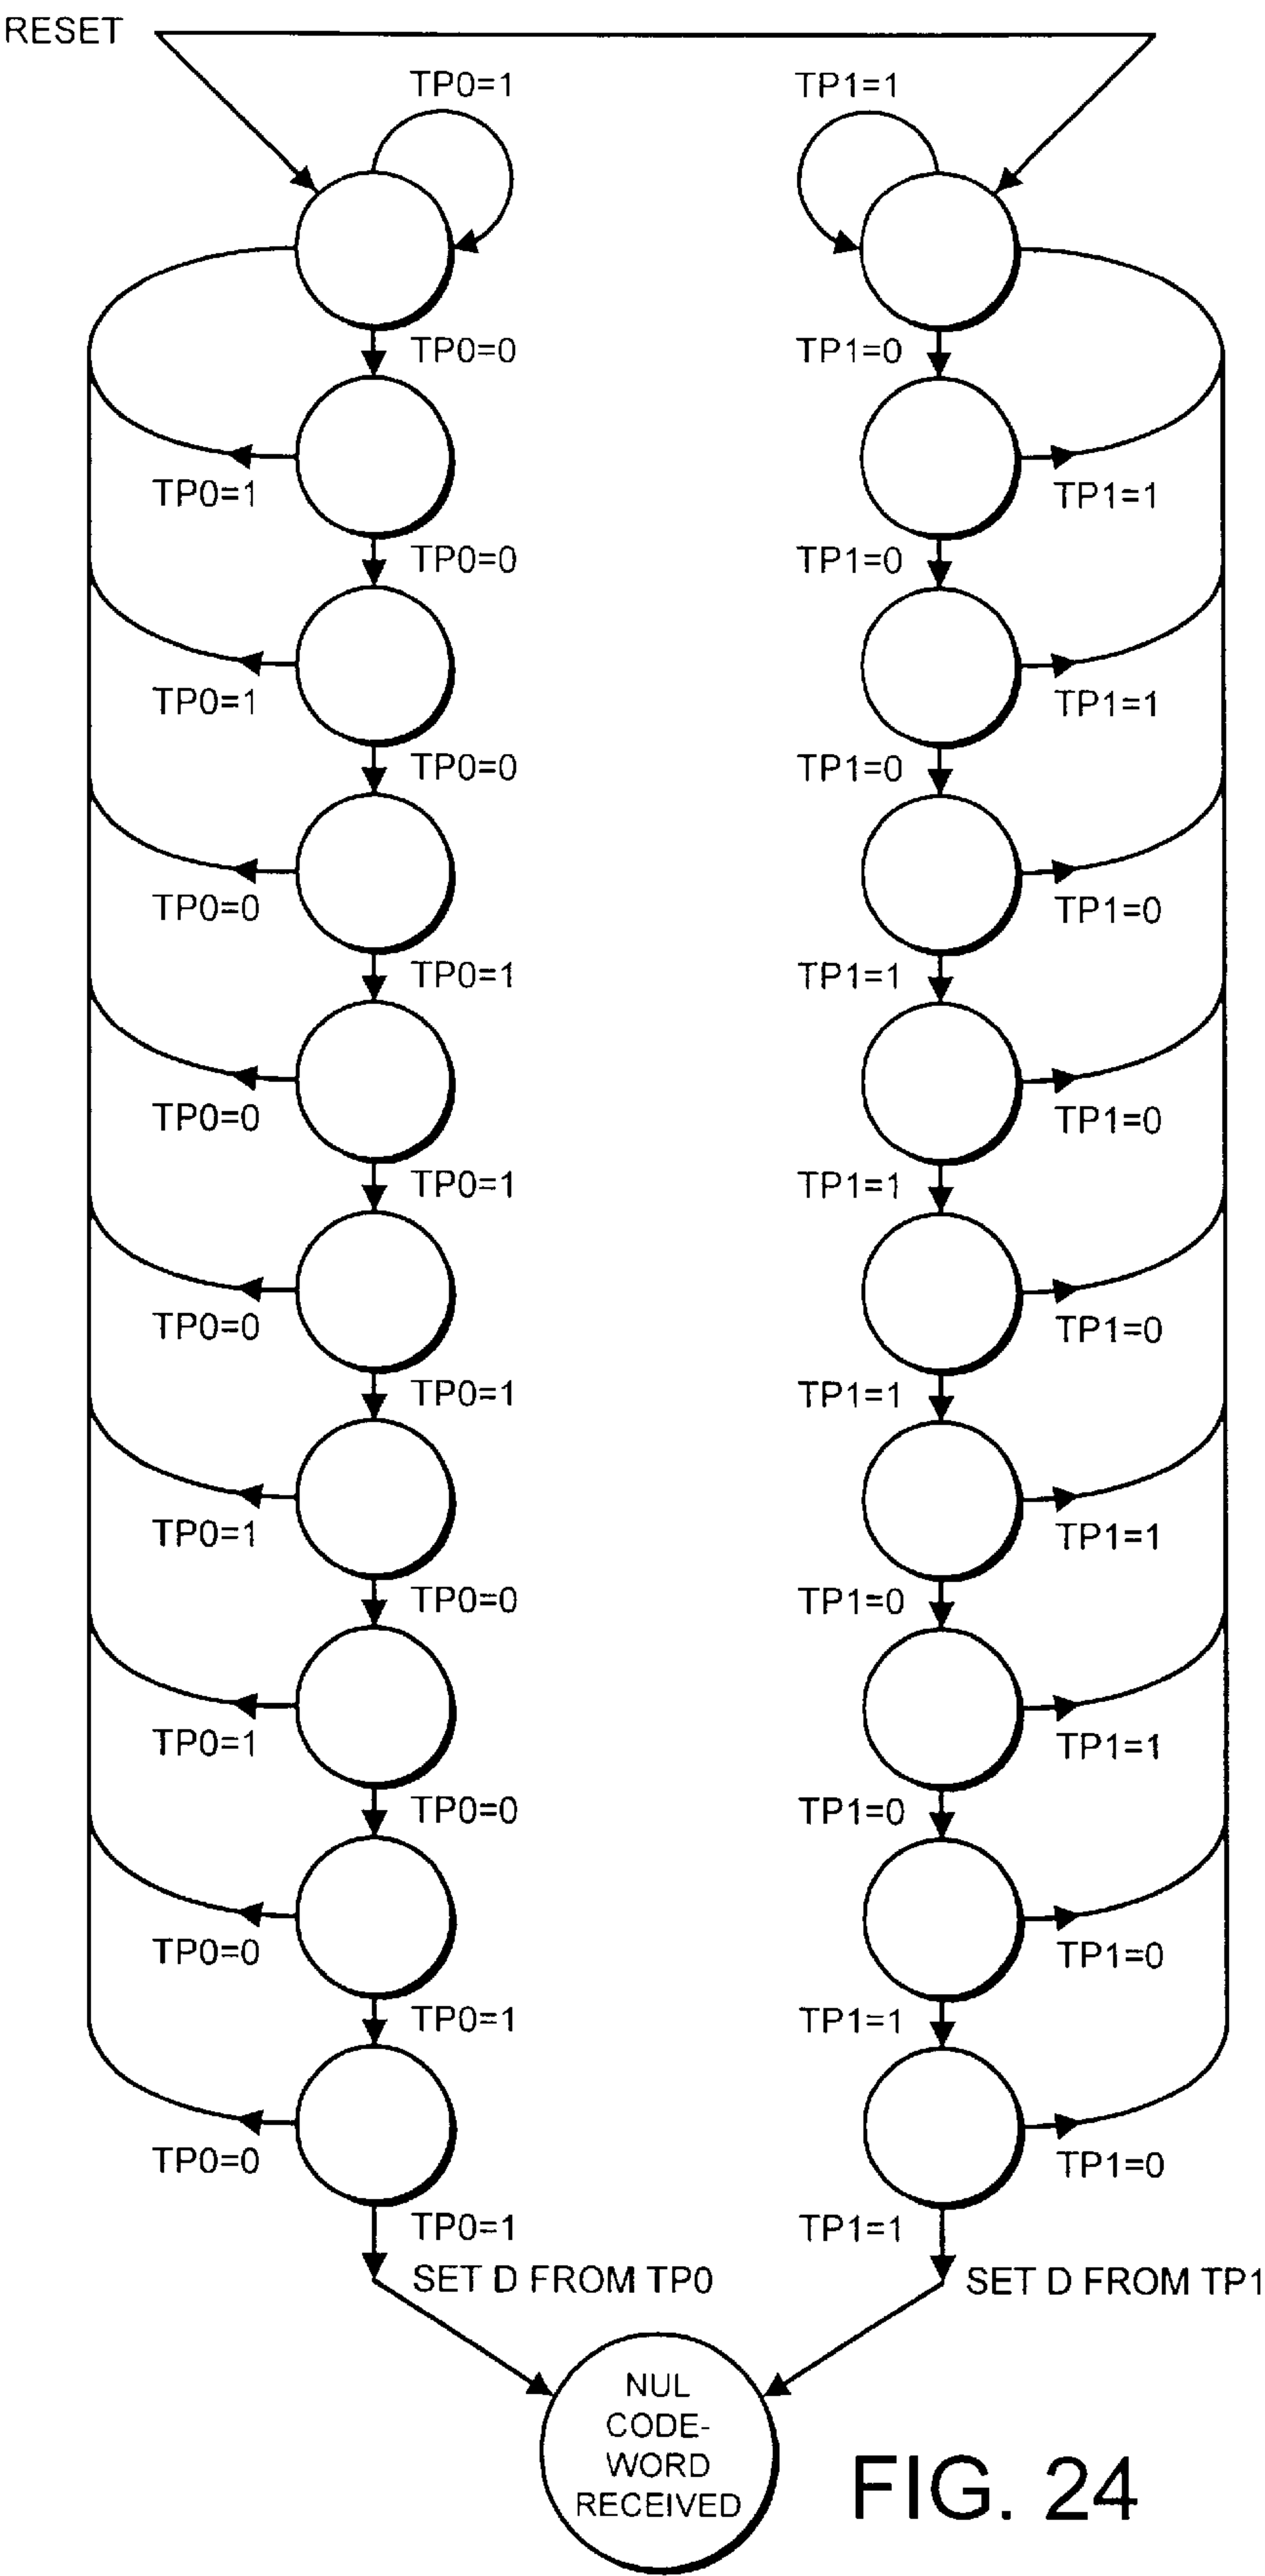 RESET
TP0=1 TP1=1
TP0=0 TP1=0
TP0=1 TP1=1
TP0=0 TP1=0
TP0=1 TP1=1
TP0=0 TP1=0
TP0=0 TP1=0
TP0=1 TP1=1
TP0=0 TP1=0
TP0=1 TP1=1
TP0=0 TP1=0
TP0=1 TP1=1
TP0=1 TP1=1
TP0=0 TP1=0
TP0=1 TP1=1
TP0=0 TP1=0
TP0=0 TP1=0
TP0=1 TP1=1
TP0=0 TP1=0
TP0=1 TP1=1
SET D FROM TP0 SET D FROM TP1
NUL
CODE-
WORD
RECEIVED
FIG. 24